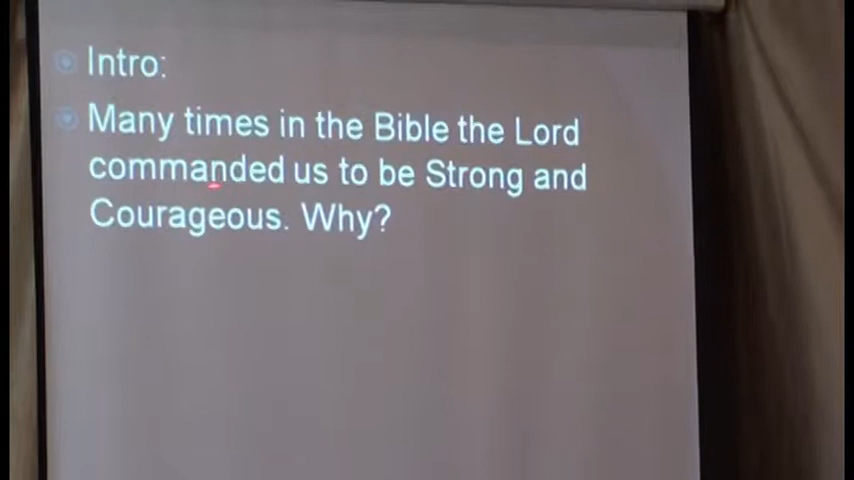 Intro:
Many times in the Bible the Lord
commanded us to be Strong and
Courageous. Why?